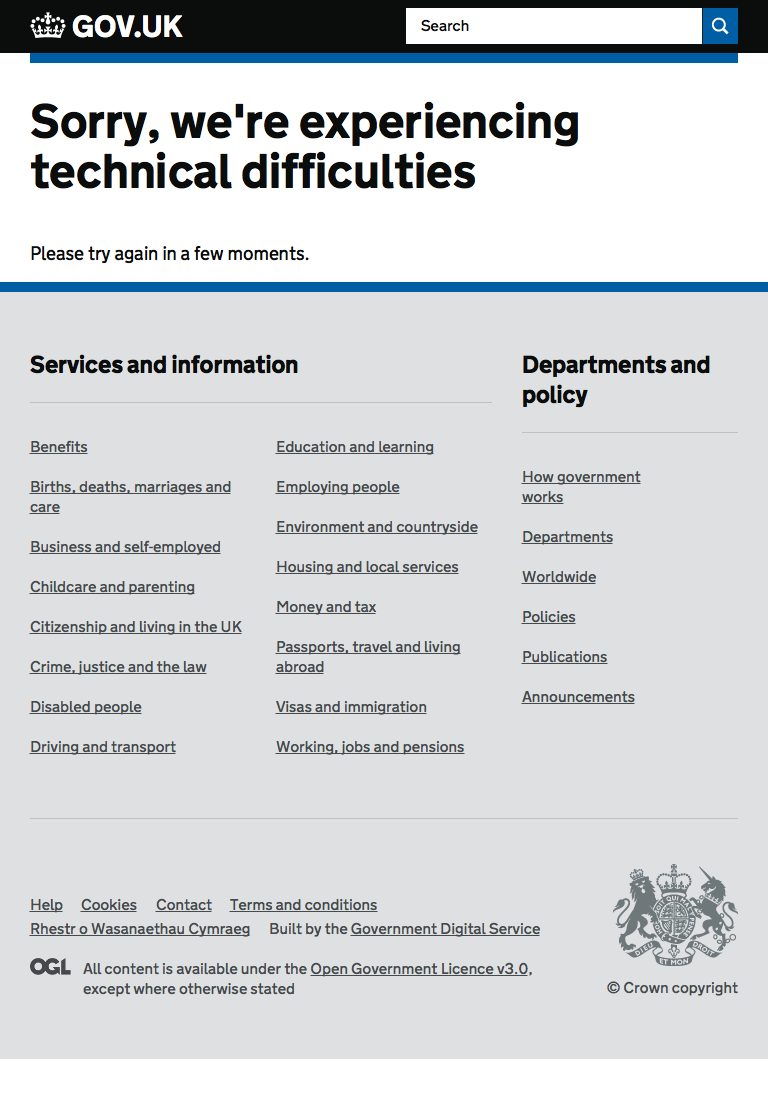 GOV.UK
Search
Sorry, we're experiencing
technical difficulties
Please try again in a few moments.
Services and information
Benefits
Births, deaths, marriages and
care
Business and self-employed
Childcare and parenting
Citizenship and living in the UK
Crime, justice and the law
Disabled people
Driving and transport
Education and learning
Employing people
Environment and countryside
Housing and local services
Money and tax
Passports, travel and living
abroad
Visas and immigration
Working, jobs and pensions
Departments and
policy
How government
works
Departments
Worldwide
Policies
Publications
Announcements
Help Cookies Contact Terms and conditions
Rhestr o Wasanaethau Cymraeg Built by the Government Digital Service
OGL All content is available under the Open Government Licence v3.0,
except where otherwise stated
DIEU ET MON DROIT
© Crown copyright